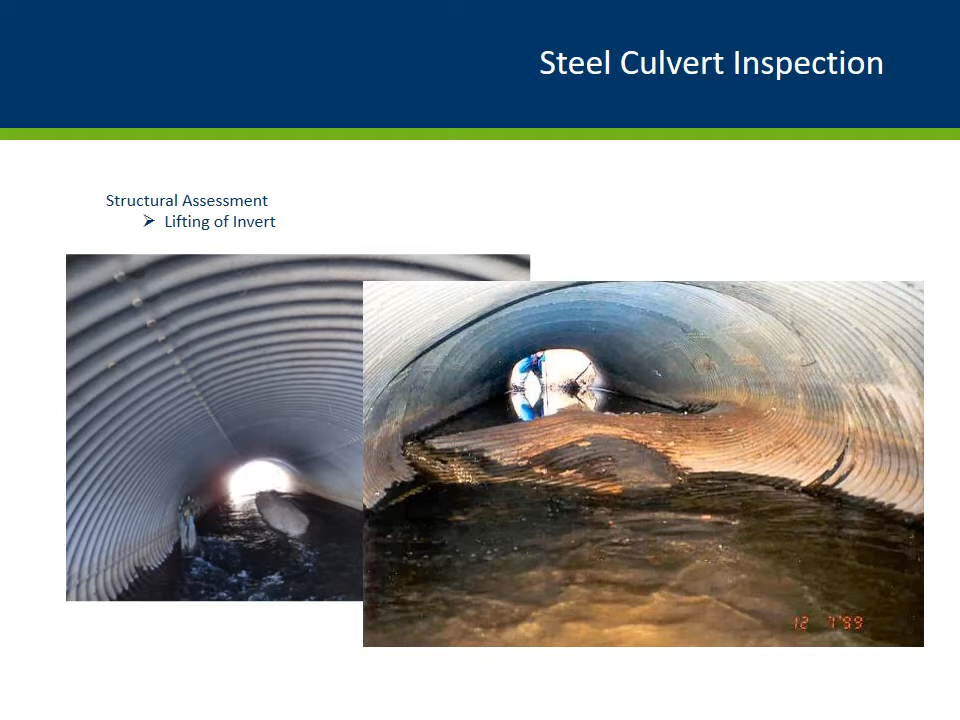 Steel Culvert Inspection
Structural Assessment
➢ Lifting of Invert
12 7'99